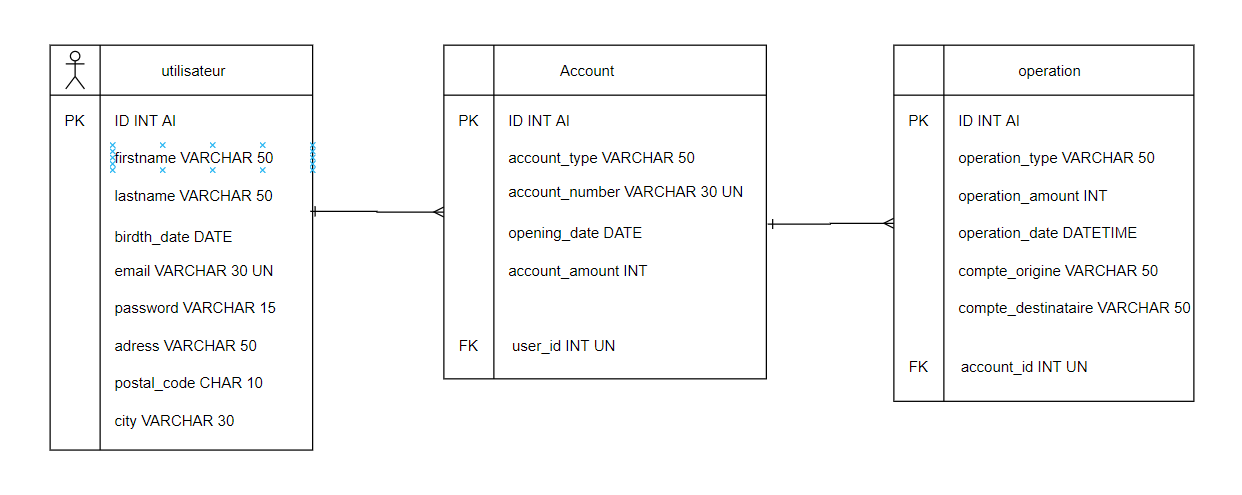 utilisateur
PK
ID INT AI
firstname VARCHAR 50
lastname VARCHAR 50
birdth_date DATE
email VARCHAR 30 UN
password VARCHAR 15
adress VARCHAR 50
postal_code CHAR 10
city VARCHAR 30
Account
PK
ID INT AI
account_type VARCHAR 50
account_number VARCHAR 30 UN
opening_date DATE
account_amount INT
FK
user_id INT UN
operation
PK
ID INT AI
operation_type VARCHAR 50
operation_amount INT
operation_date DATETIME
compte_origine VARCHAR 50
compte_destinataire VARCHAR 50
FK
account_id INT UN